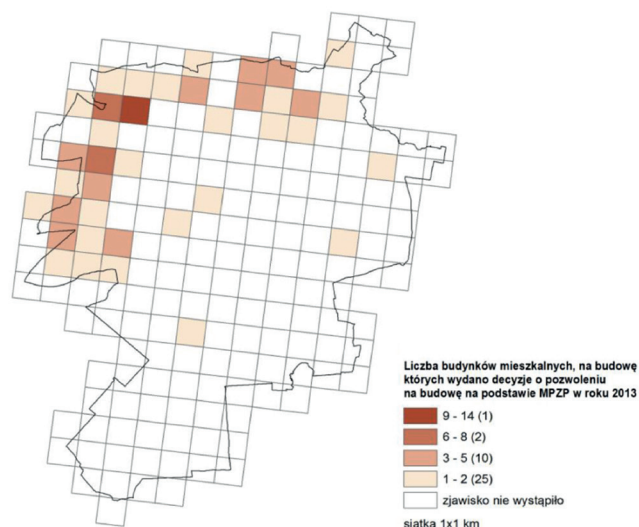 Liczba budynków mieszkalnych, na budowę
których wydano decyzje o pozwoleniu
na budowę na podstawie MPZP w roku 2013
9 - 14 (1)
6 - 8 (2)
3 - 5 (10)
1 - 2 (25)
zjawisko nie wystąpiło
siatka 1x1 km